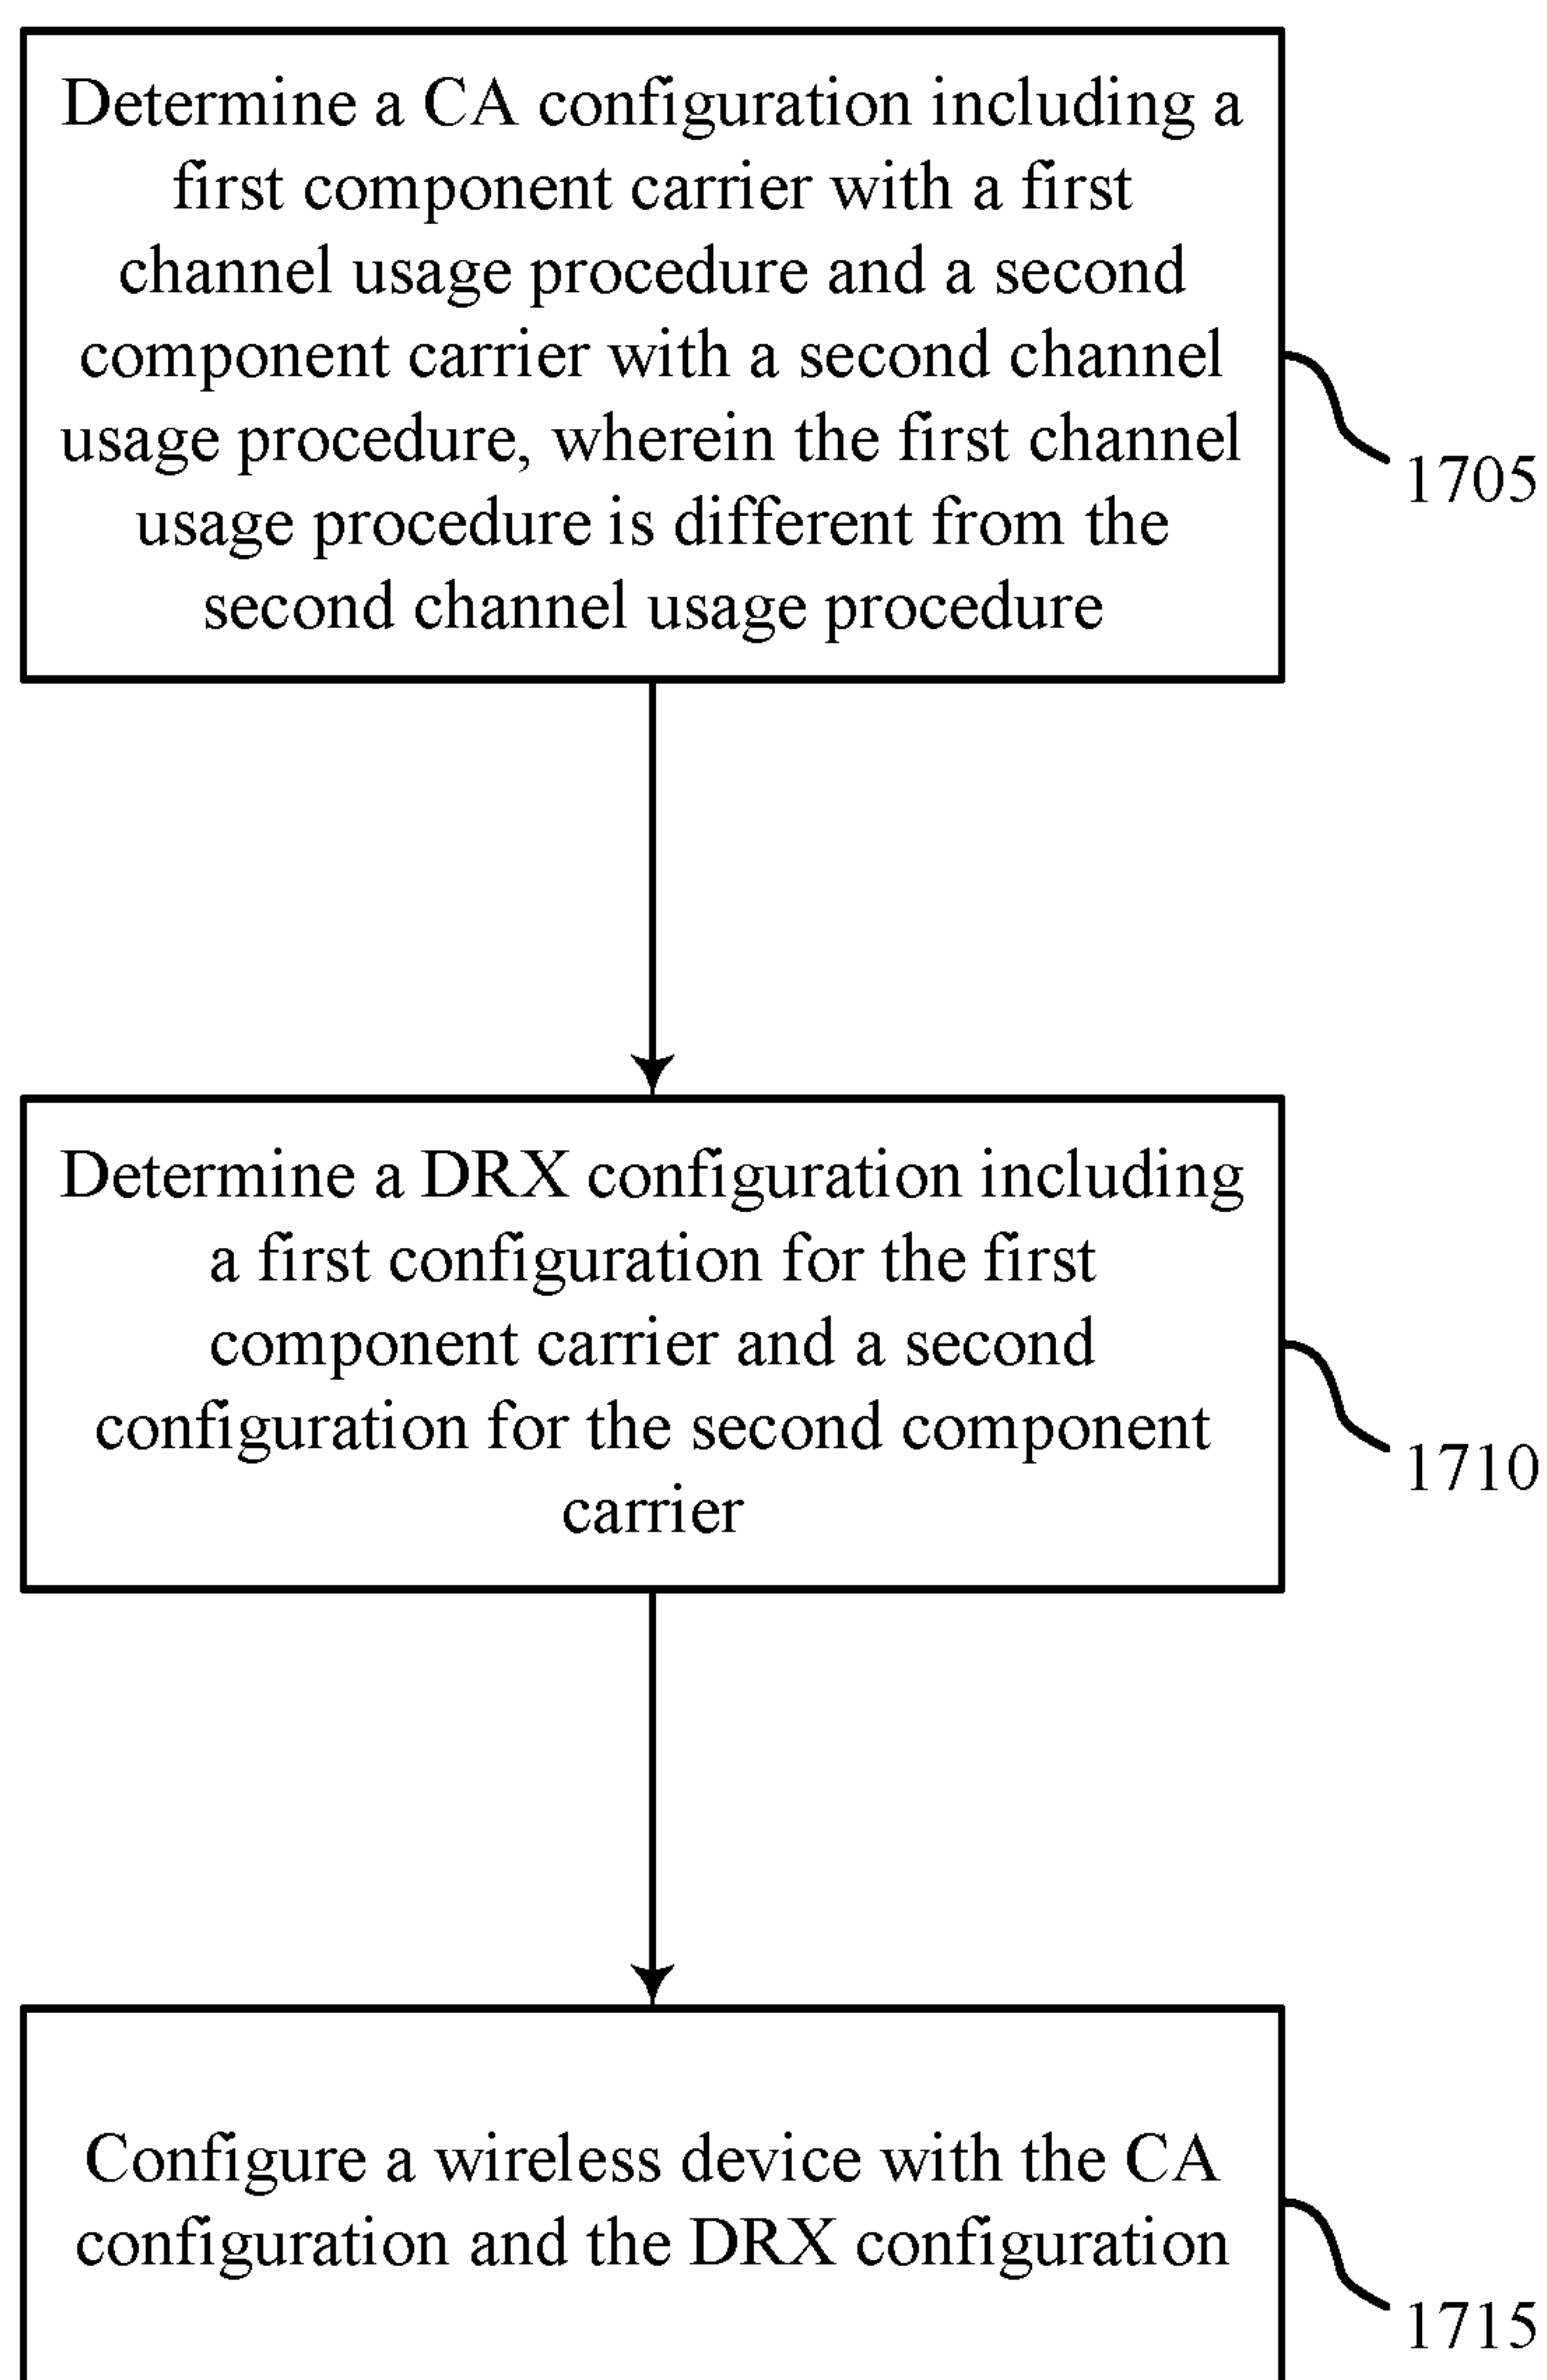 Determine a CA configuration including a
first component carrier with a first
channel usage procedure and a second
component carrier with a second channel
usage procedure, wherein the first channel
usage procedure is different from the
second channel usage procedure
1705
Determine a DRX configuration including
a first configuration for the first
component carrier and a second
configuration for the second component
carrier
1710
Configure a wireless device with the CA
configuration and the DRX configuration
1715